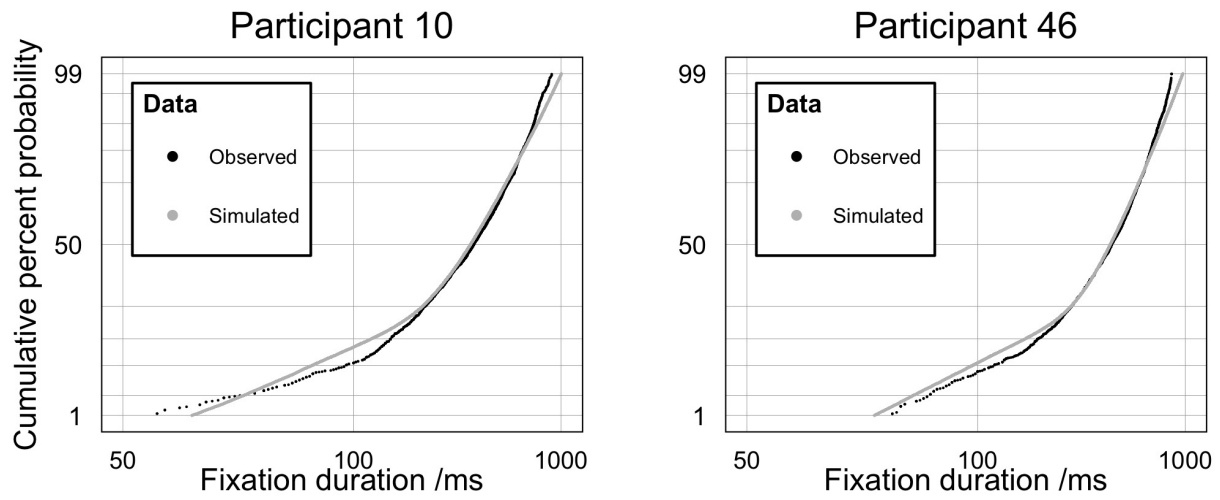 Participant 10
Cumulative percent probability
99
50
1
Data
Observed
Simulated
50
100
1000
Fixation duration /ms
Participant 46
99
50
1
Data
Observed
Simulated
50
100
1000
Fixation duration /ms